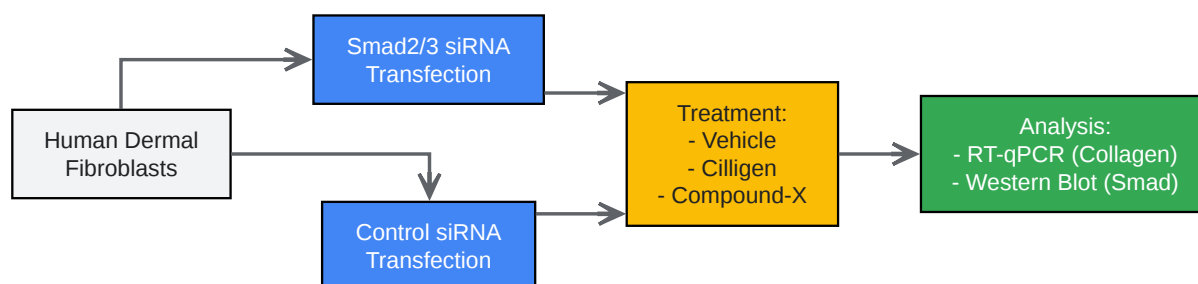 Human Dermal
Fibroblasts
Smad2/3 siRNA
Transfection
Control siRNA
Transfection
Treatment:
- Vehicle
- Cilligen
- Compound-X
Analysis:
- RT-qPCR (Collagen)
- Western Blot (Smad)